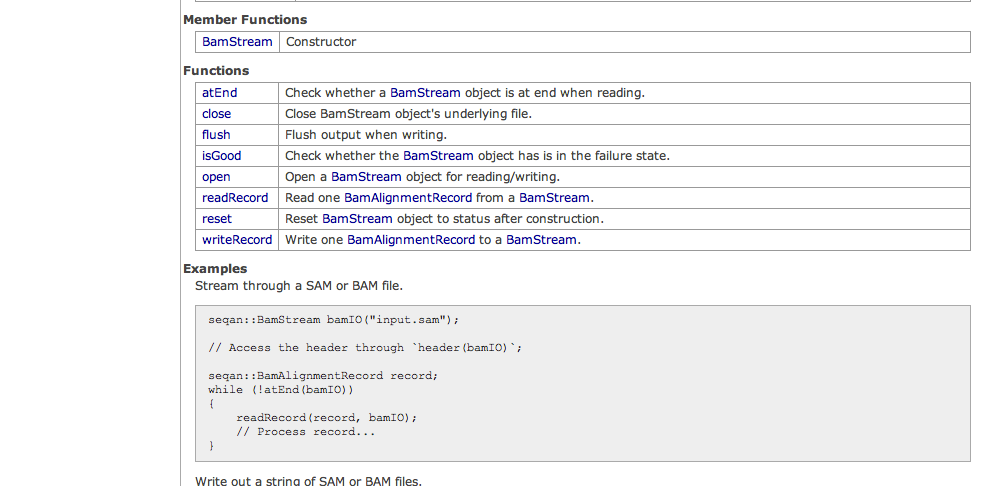 Member Functions
BamStream Constructor
Functions
atEnd Check whether a BamStream object is at end when reading.
close Close BamStream object's underlying file.
flush Flush output when writing.
isGood Check whether the BamStream object has is in the failure state.
open Open a BamStream object for reading/writing.
readRecord Read one BamAlignmentRecord from a BamStream.
reset Reset BamStream object to status after construction.
writeRecord Write one BamAlignmentRecord to a BamStream.
Examples
Stream through a SAM or BAM file.
seqan::BamStream bamIO("input.sam");
// Access the header through `header(bamIO)`;
seqan::BamAlignmentRecord record;
while (!atEnd(bamIO))
{
    readRecord(record, bamIO);
    // Process record...
}
Write out a string of SAM or BAM files.